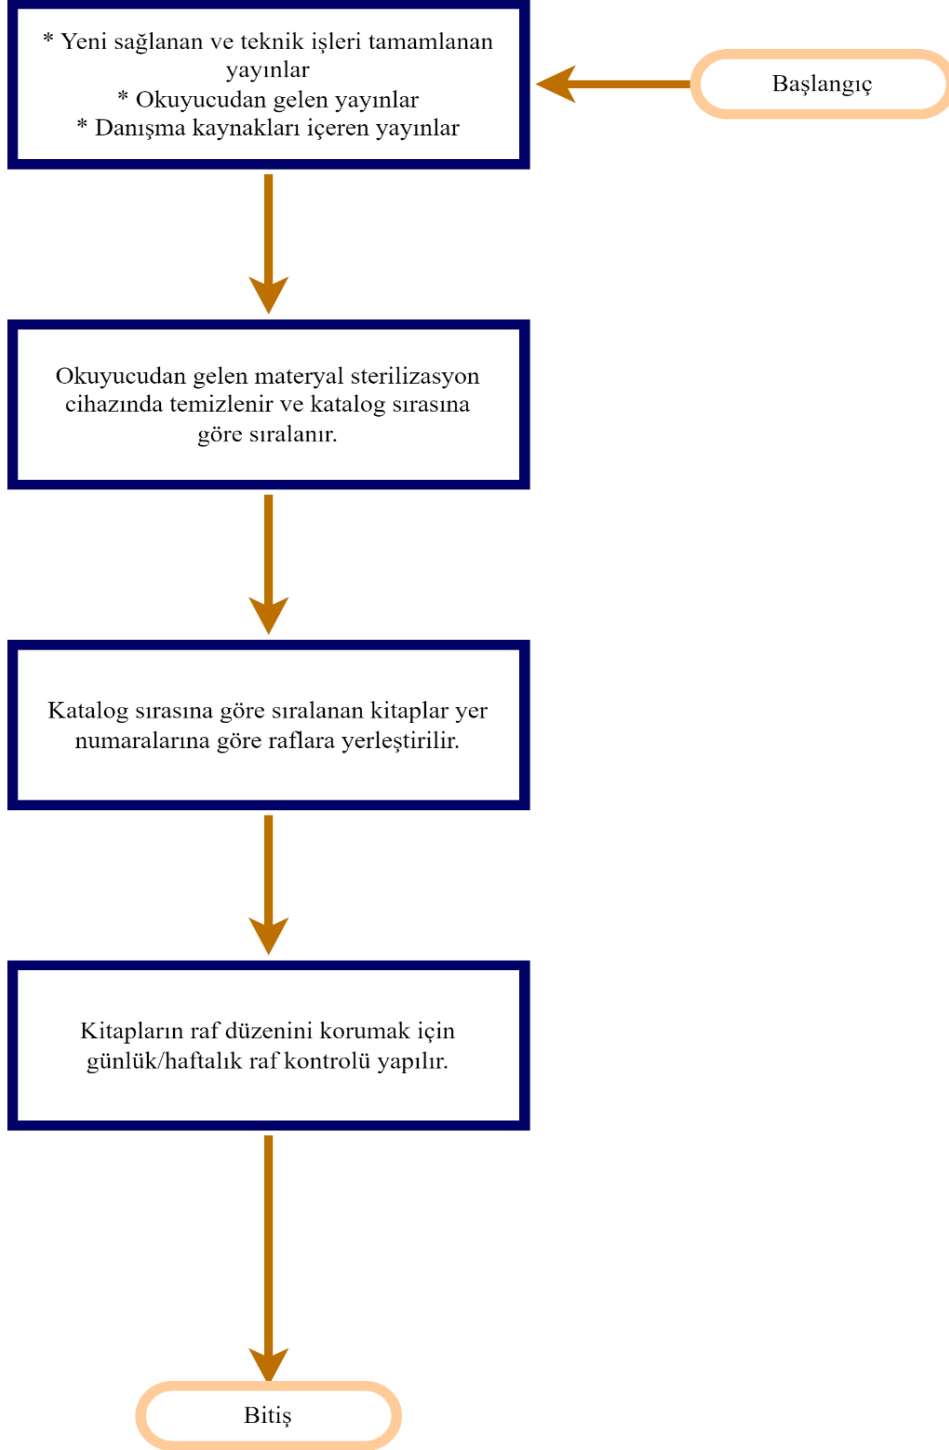 * Yeni sağlanan ve teknik işleri tamamlanan
yayınlar
* Okuyucudan gelen yayınlar
* Danışma kaynakları içeren yayınlar
Başlangıç
Okuyucudan gelen materyal sterilizasyon
cihazında temizlenir ve katalog sırasına
göre sıralanır.
Katalog sırasına göre sıralanan kitaplar yer
numaralarına göre raflara yerleştirilir.
Kitapların raf düzenini korumak için
günlük/haftalık raf kontrolü yapılır.
Bitiş